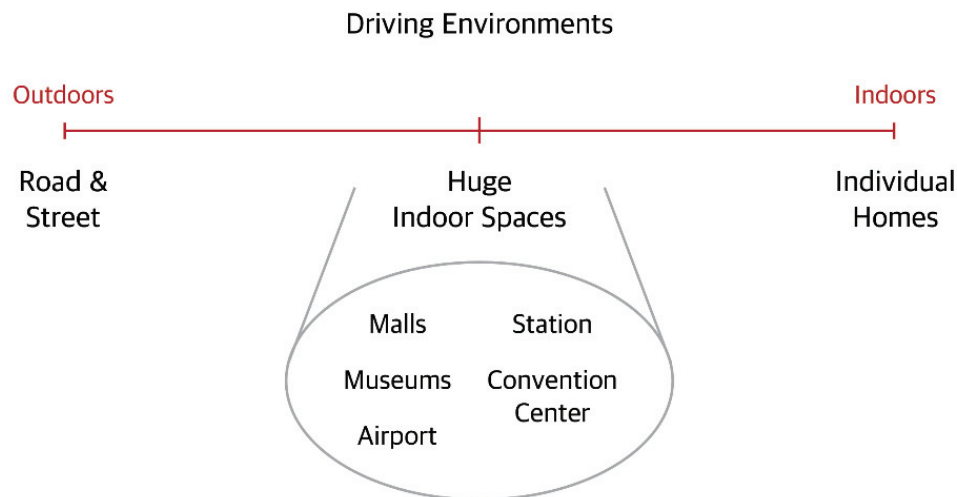 Driving Environments
Outdoors
Indoors
Road &
Street
Huge
Indoor Spaces
Individual
Homes
Malls
Station
Museums
Convention
Center
Airport